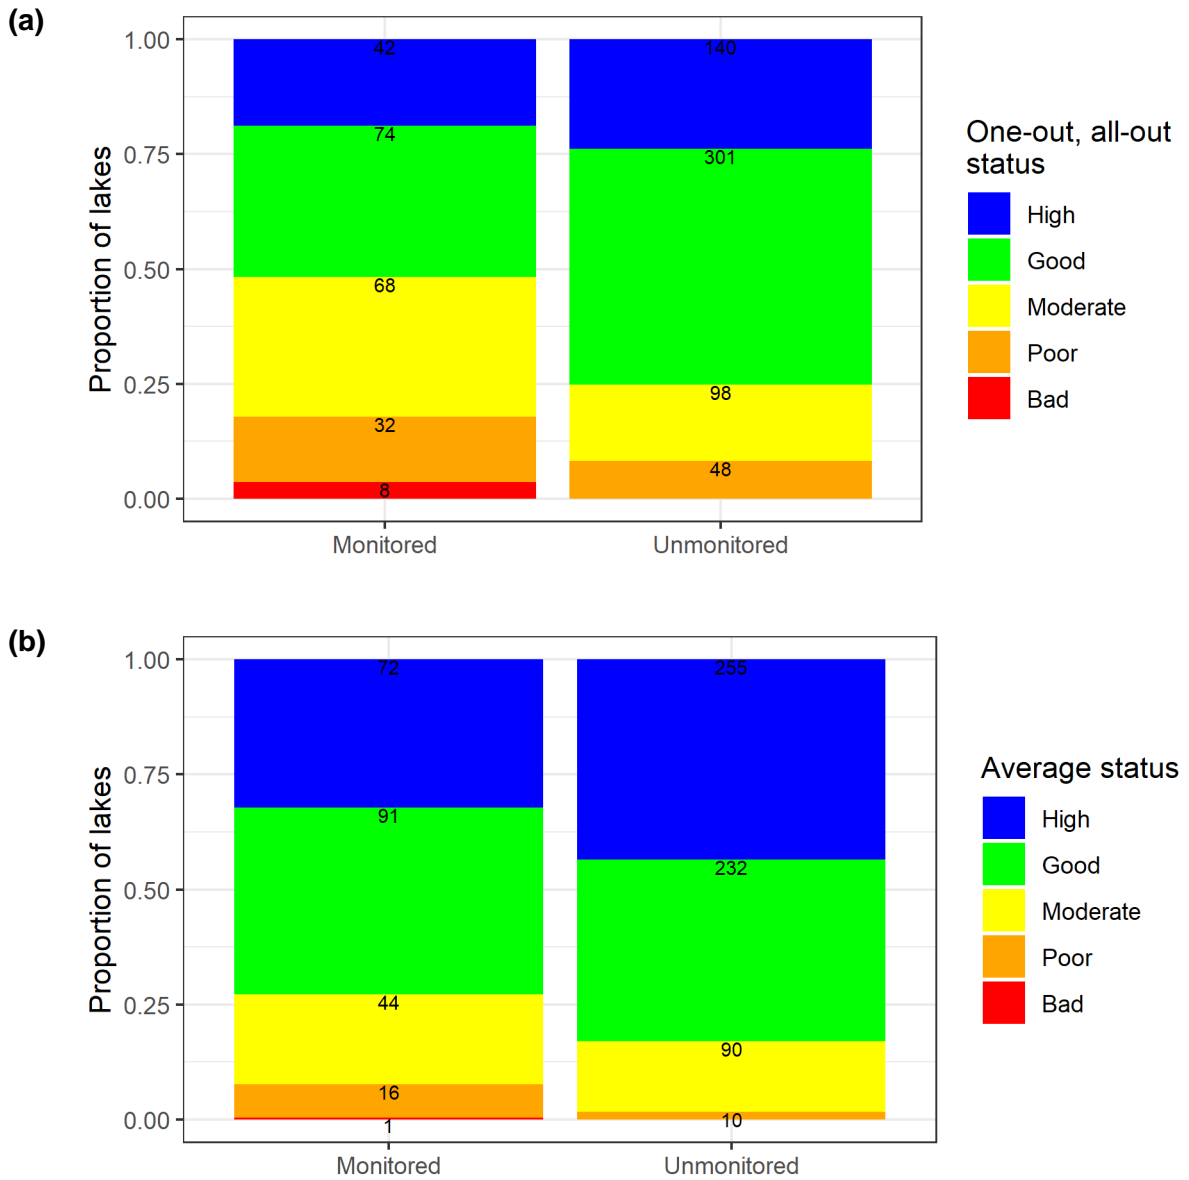 (a)
1.00
0.75
0.50
0.25
0.00
Proportion of lakes
42
74
68
32
8
140
301
98
48
Monitored
Unmonitored
One-out, all-out
status
High
Good
Moderate
Poor
Bad
(b)
1.00
0.75
0.50
0.25
0.00
Proportion of lakes
72
91
44
16
1
255
232
90
10
Monitored
Unmonitored
Average status
High
Good
Moderate
Poor
Bad